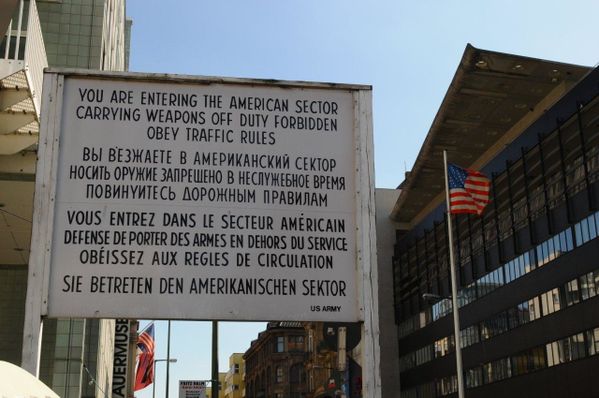 YOU ARE ENTERING THE AMERICAN SECTOR
CARRYING WEAPONS OFF DUTY FORBIDDEN
OBEY TRAFFIC RULES
ВЫ ВЪЕЗЖАЕТЕ В АМЕРИКАНСКИЙ СЕКТОР
НОСИТЬ ОРУЖИЕ ЗАПРЕЩЕНО В НЕСЛУЖЕБНОЕ ВРЕМЯ
ПОВИНУЙТЕСЬ ДОРОЖНЫМ ПРАВИЛАМ
VOUS ENTREZ DANS LE SECTEUR AMÉRICAIN
DEFENSE DE PORTER DES ARMES EN DEHORS DU SERVICE
OBÉISSEZ AUX REGLES DE CIRCULATION
SIE BETRETEN DEN AMERIKANISCHEN SEKTOR
US ARMY
AUERMUS